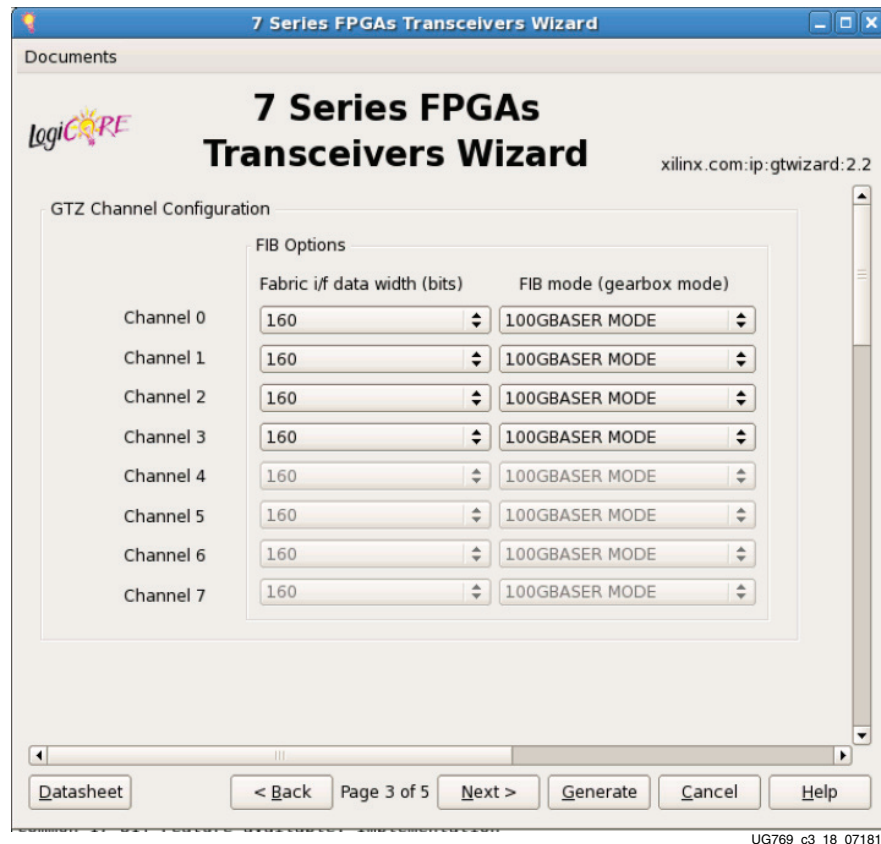 7 Series FPGAs Transceivers Wizard
Documents
LogiCORE
7 Series FPGAs
Transceivers Wizard
xilinx.com:ip:gtwizard:2.2
GTZ Channel Configuration
FIB Options
Fabric i/f data width (bits) FIB mode (gearbox mode)
Channel 0 160 100GBASER MODE
Channel 1 160 100GBASER MODE
Channel 2 160 100GBASER MODE
Channel 3 160 100GBASER MODE
Channel 4 160 100GBASER MODE
Channel 5 160 100GBASER MODE
Channel 6 160 100GBASER MODE
Channel 7 160 100GBASER MODE
Datasheet < Back Page 3 of 5 Next > Generate Cancel Help
UG769_c3_18_07181